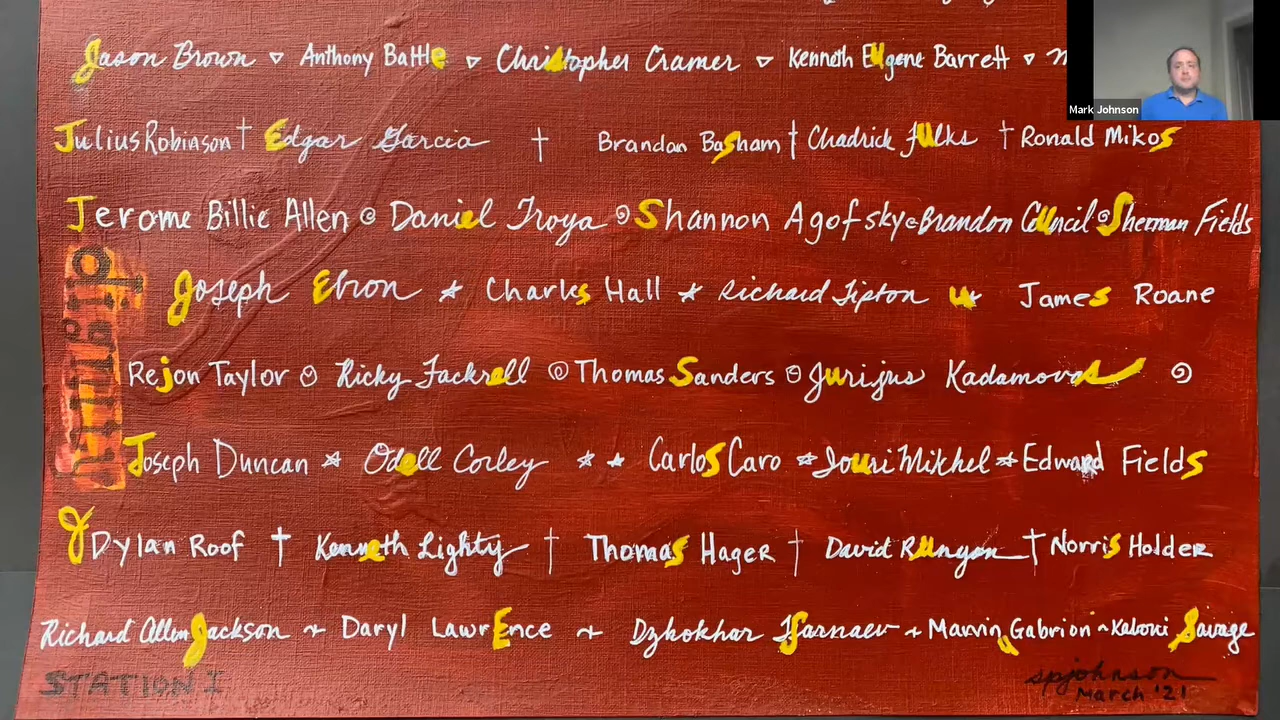 Jason Brown ▽ Anthony Battle ▽ Christopher Cramer ▽ Kenneth Eugene Barrett ▽
Mark Johnson
Julius Robinson † Edgar Garcia † Brandan Basham † Chadrick Fulks † Ronald Mikos
Jerome Billie Allen Daniel Troya Shannon Agofsky Brandon Council Sherman Fields
dignity
Joseph Ebron ☆ Charles Hall ☆ Richard Tipton u☆ James Roane
Rejon Taylor Ricky Fackrell Thomas Sanders Jurijus Kadamovas
Joseph Duncan ☆ Odell Corley ☆ ☆ Carlos Caro ☆ Iouri Mikhel ☆ Edward Fields
J Dylan Roof † Kenneth Lighty † Thomas Hager † David Runyon † Norris Holder
Richard Allen Jackson ~ Daryl LawrEnce ~ Dzhokhar Tsarnaev ~ Marvin Gabrion ~ Kaboni Savage
STATION I
spjohnson
March '21